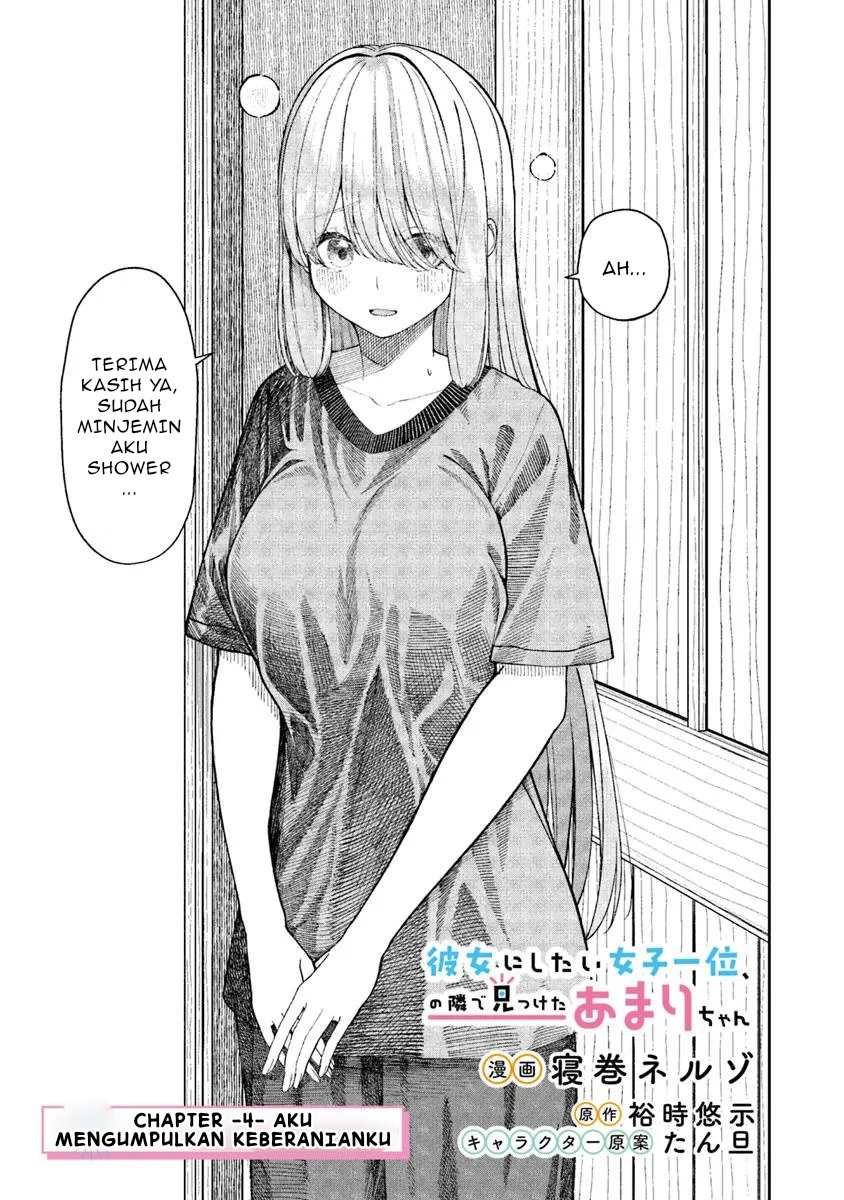 AH...
TERIMA
KASIH YA,
SUDAH
MINJEMIN
AKU
SHOWER
...
彼女にしたい女子一位、
の隣で見つけたあまりちゃん
漫画 寝巻ネルゾ
原作 裕時悠示
キャラクター原案 たん旦
CHAPTER -4- AKU
MENGUMPULKAN KEBERANIANKU